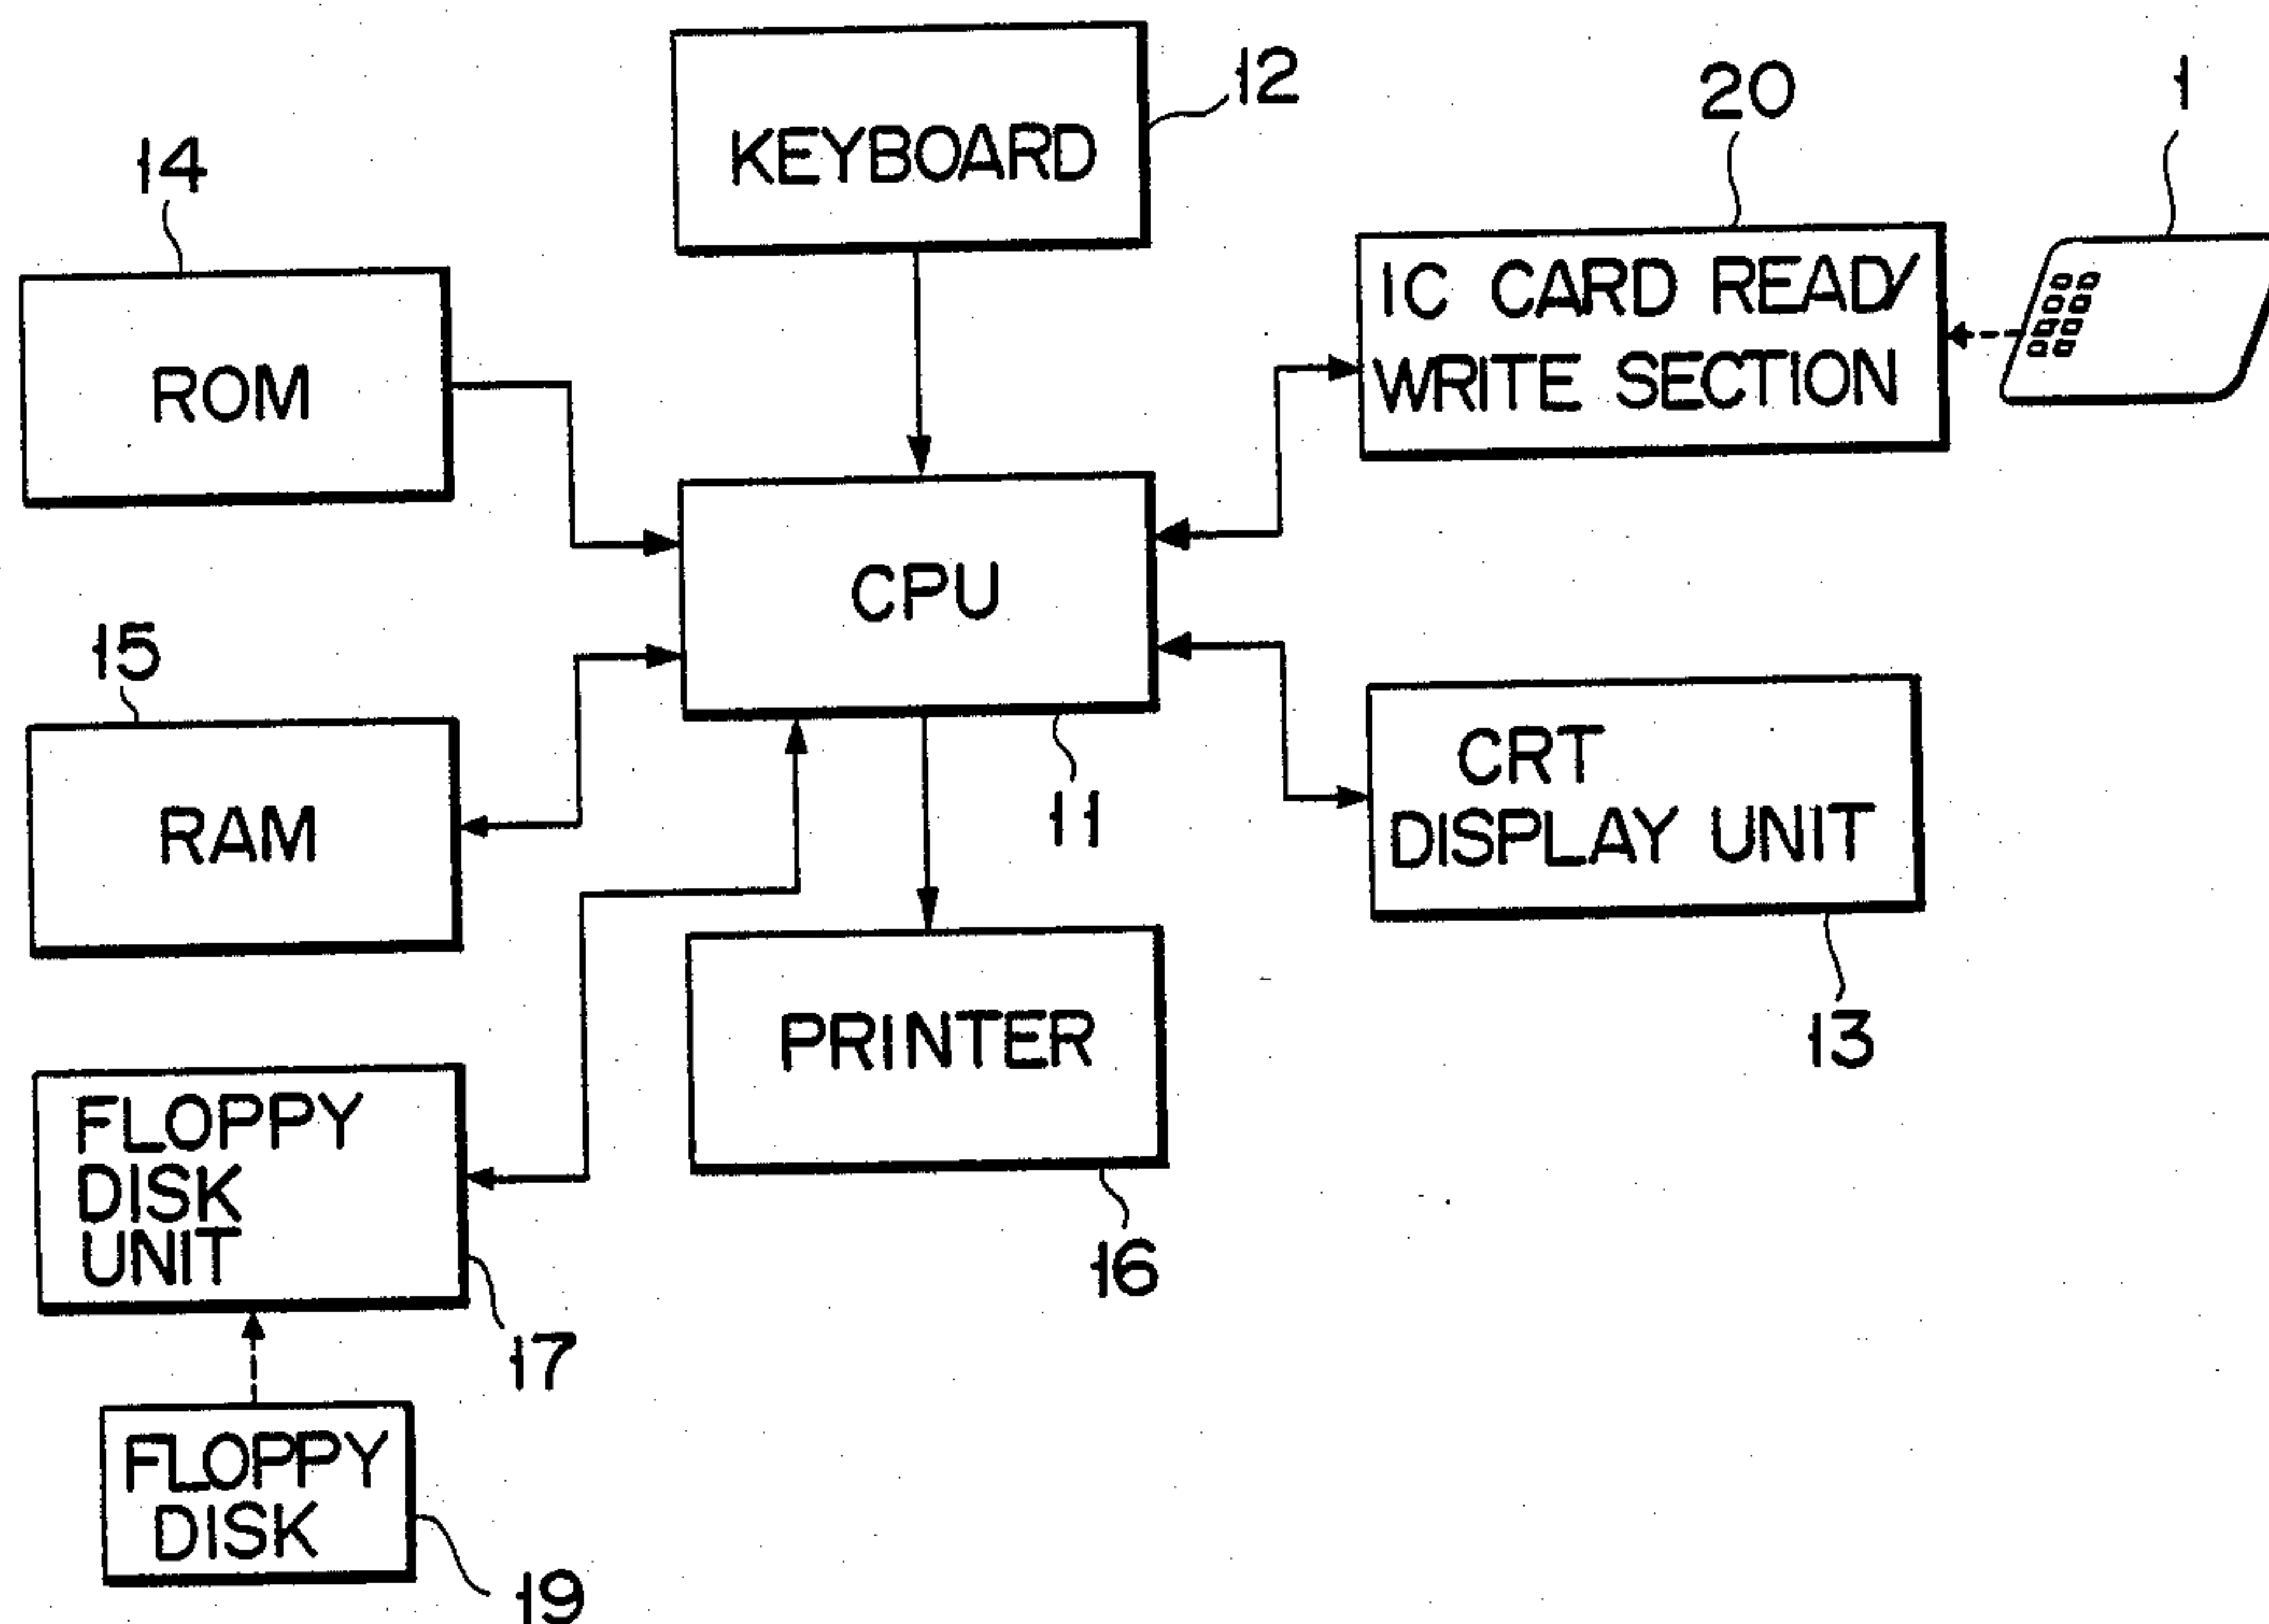 12
KEYBOARD
20
1
14
IC CARD READ/
WRITE SECTION
ROM
CPU
15
RAM
11
CRT
DISPLAY UNIT
13
PRINTER
16
FLOPPY
DISK
UNIT
17
FLOPPY
DISK
19